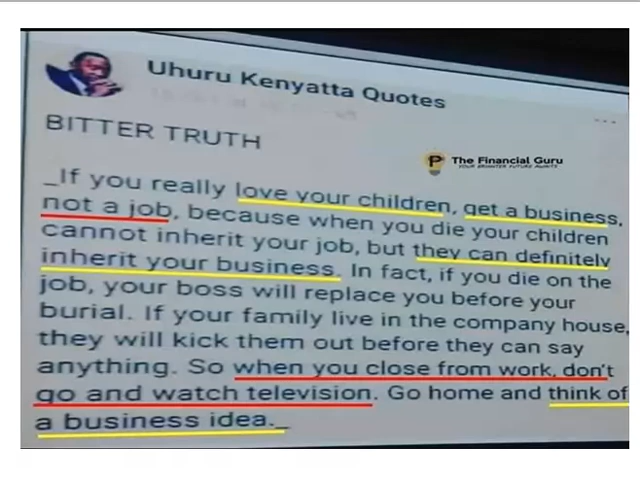 Uhuru Kenyatta Quotes
BITTER TRUTH
The Financial Guru
_If you really love your children, get a business,
not a job, because when you die your children
cannot inherit your job, but they can definitely
inherit your business. In fact, if you die on the
job, your boss will replace you before your
burial. If your family live in the company house,
they will kick them out before they can say
anything. So when you close from work, don't
go and watch television. Go home and think of
a business idea._